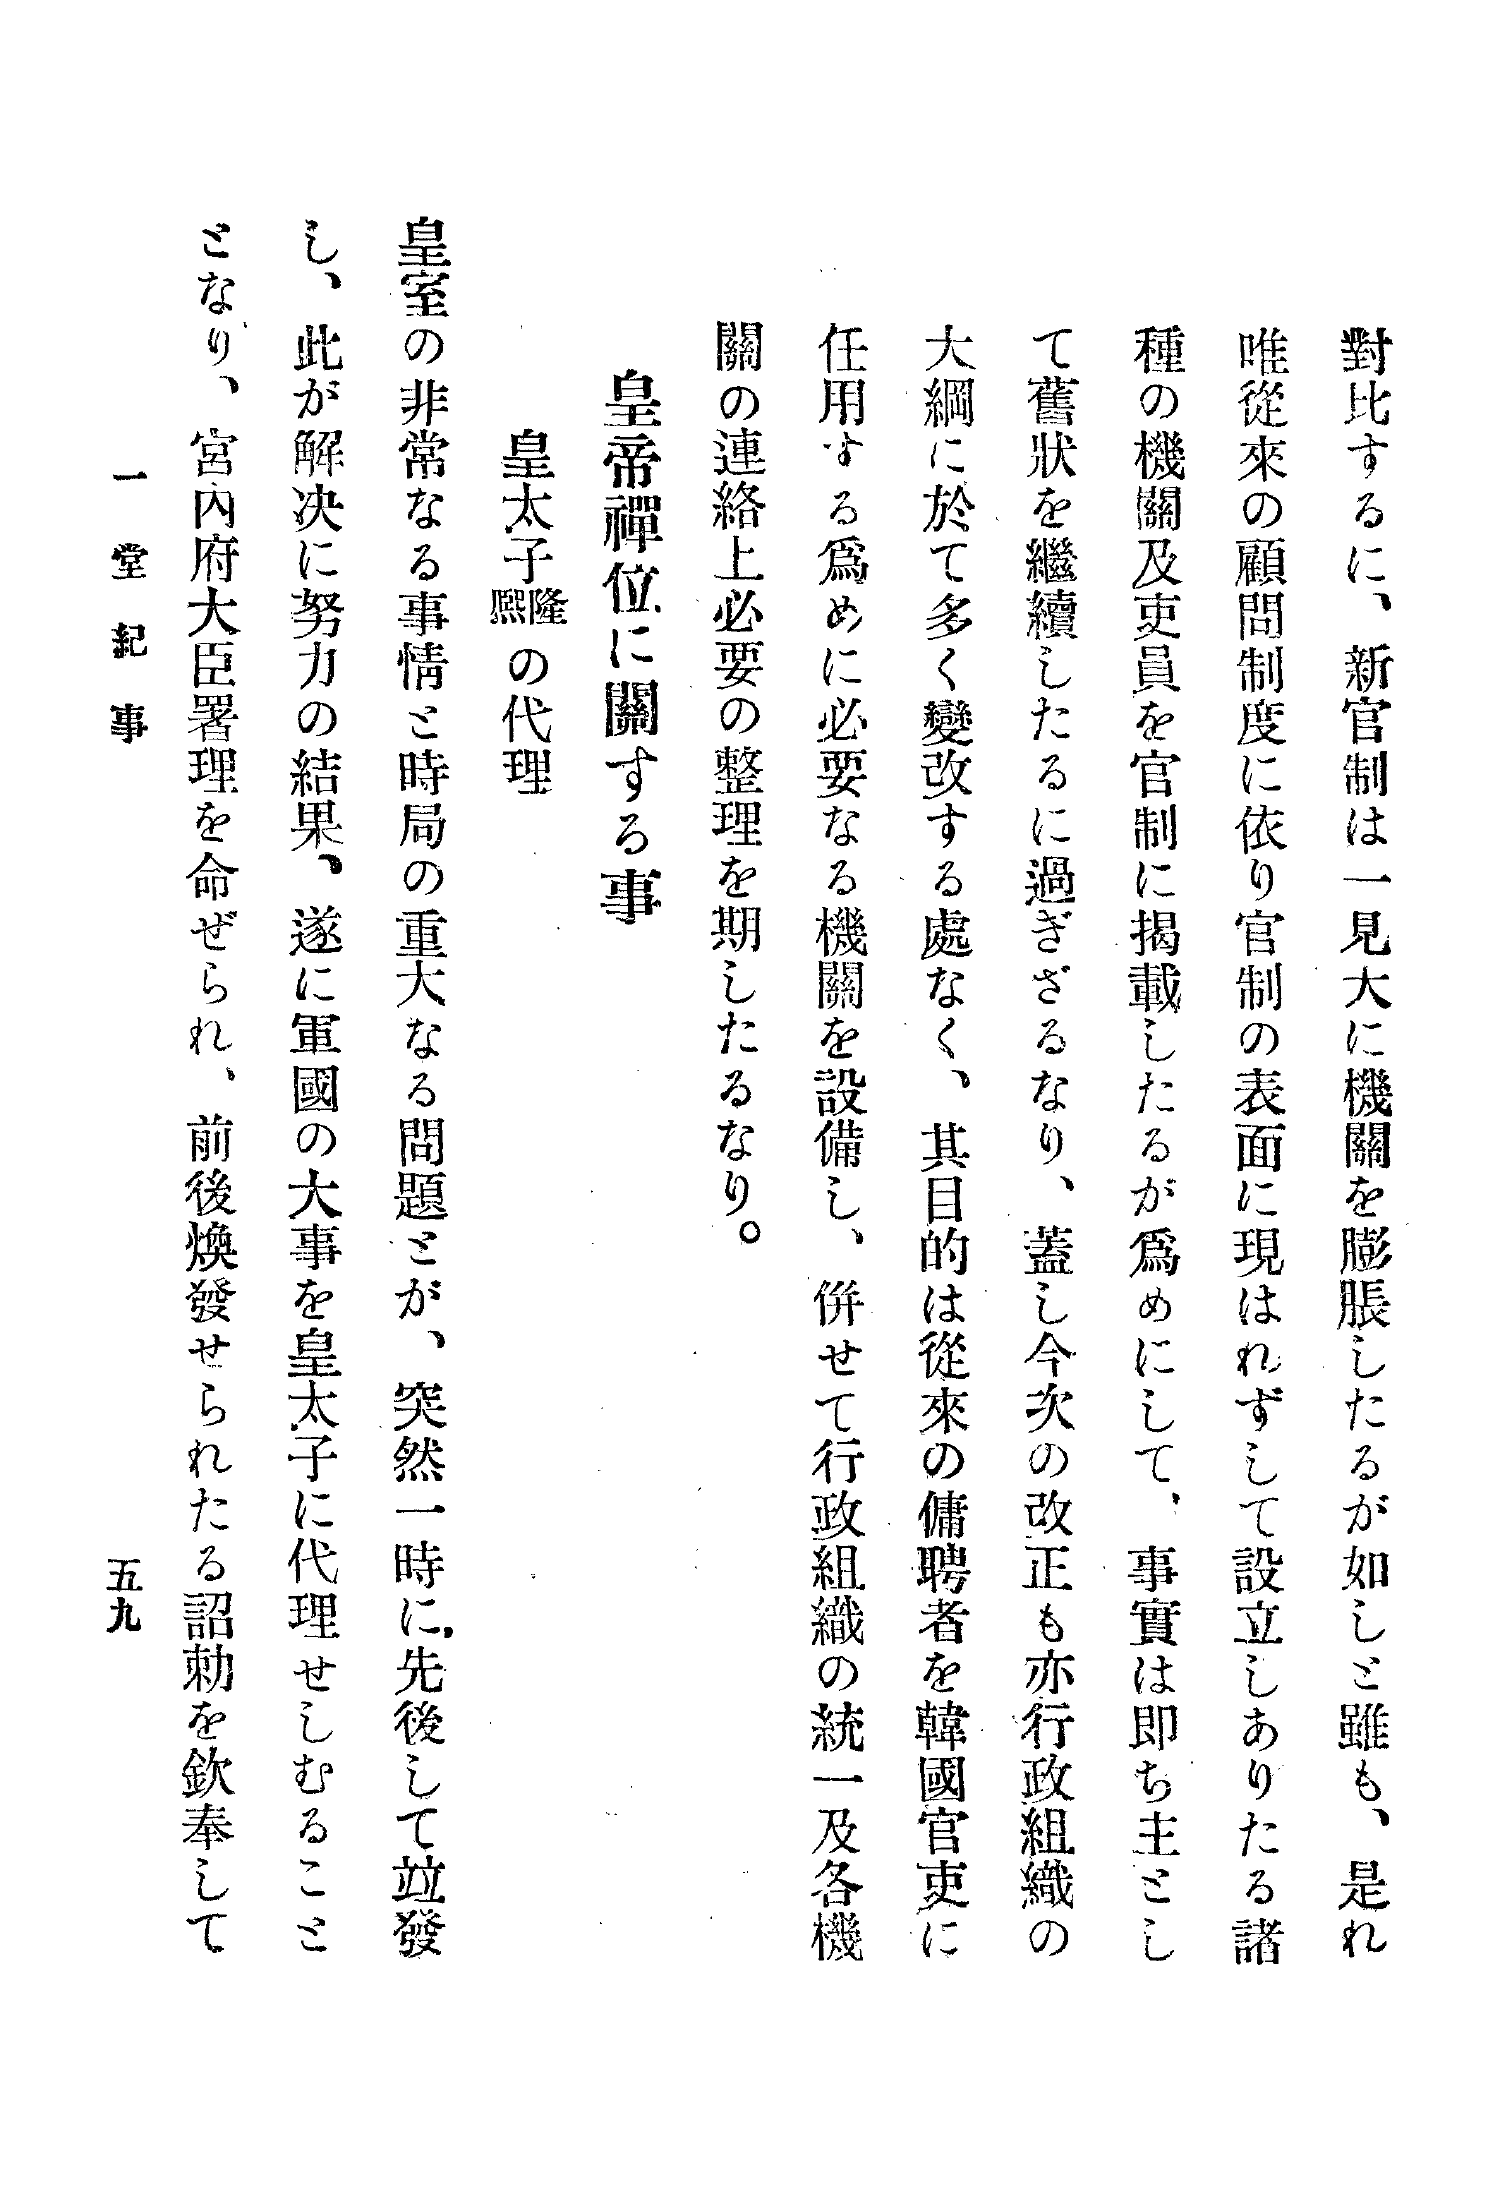 對比するに、新官制は一見大に機關を膨脹したるが如しと雖も、是れ
唯從來の顧問制度に依り官制の表面に現はれずして設立しありたる諸
種の機關及吏員を官制に揭載したるが爲めにして、事實は卽ち主とし
て舊狀を繼續したるに過ぎざるなり、蓋し今次の改正も亦行政組織の
大綱に於て多く變改する處なく、其目的は從來の傭聘者を韓國官吏に
任用する爲めに必要なる機關を設備し、併せて行政組織の統一及各機
關の連絡上必要の整理を期したるなり。
皇帝禪位に關する事
皇太子隆熙の代理
皇室の非常なる事情と時局の重大なる問題とが、突然一時に先後して竝發
し、此が解决に努力の結果、遂に軍國の大事を皇太子に代理せしむること
となり、宮內府大臣署理を命ぜられ、前後煥發せられたる詔勅を欽奉して
一堂紀事
五九